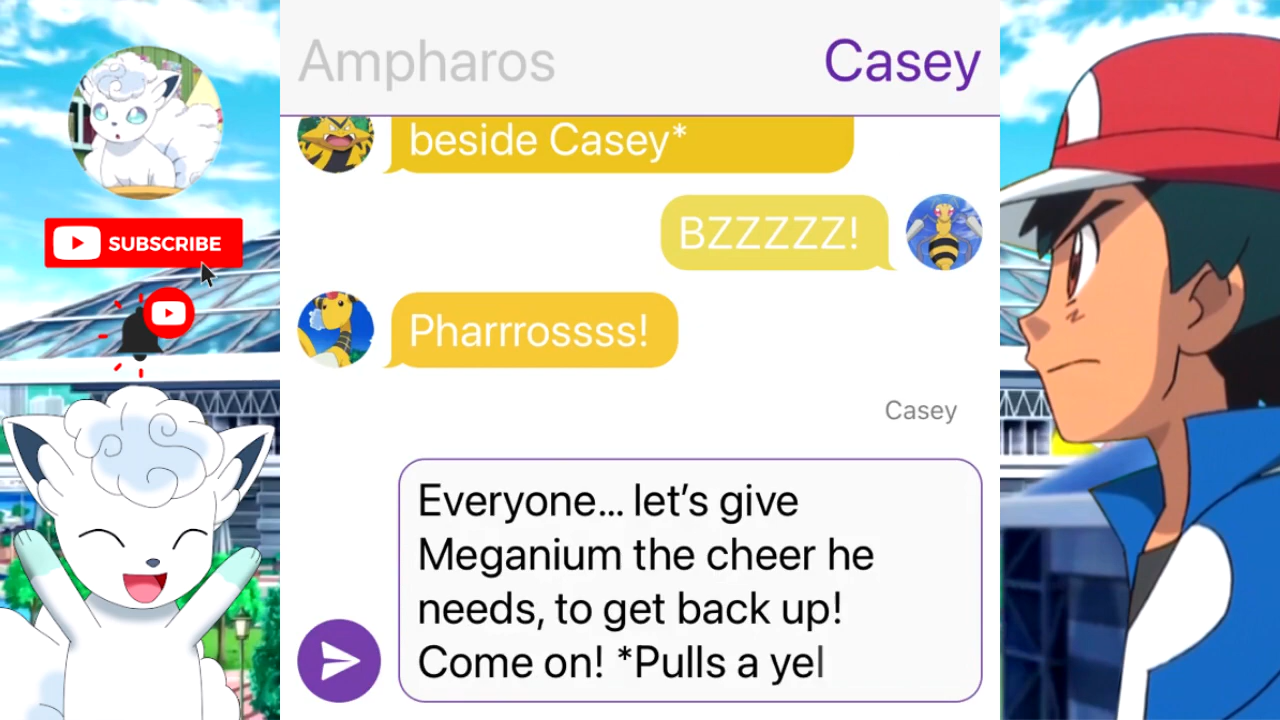 Ampharos
Casey
beside Casey*
BZZZZZ!
Pharrrossss!
Casey
Everyone... let's give
Meganium the cheer he
needs, to get back up!
Come on! *Pulls a yel
SUBSCRIBE